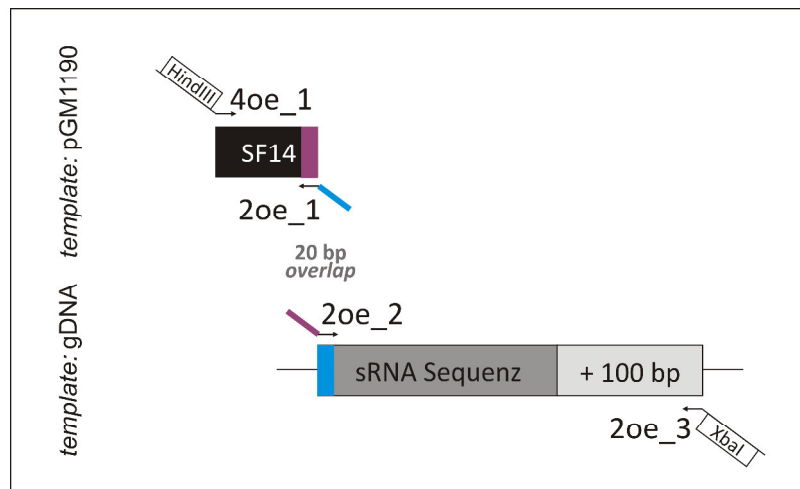 template: pGM1190
HindIII
4oe_1
SF14
2oe_1
20 bp
overlap
template: gDNA
2oe_2
sRNA Sequenz
+ 100 bp
2oe_3
XbaI